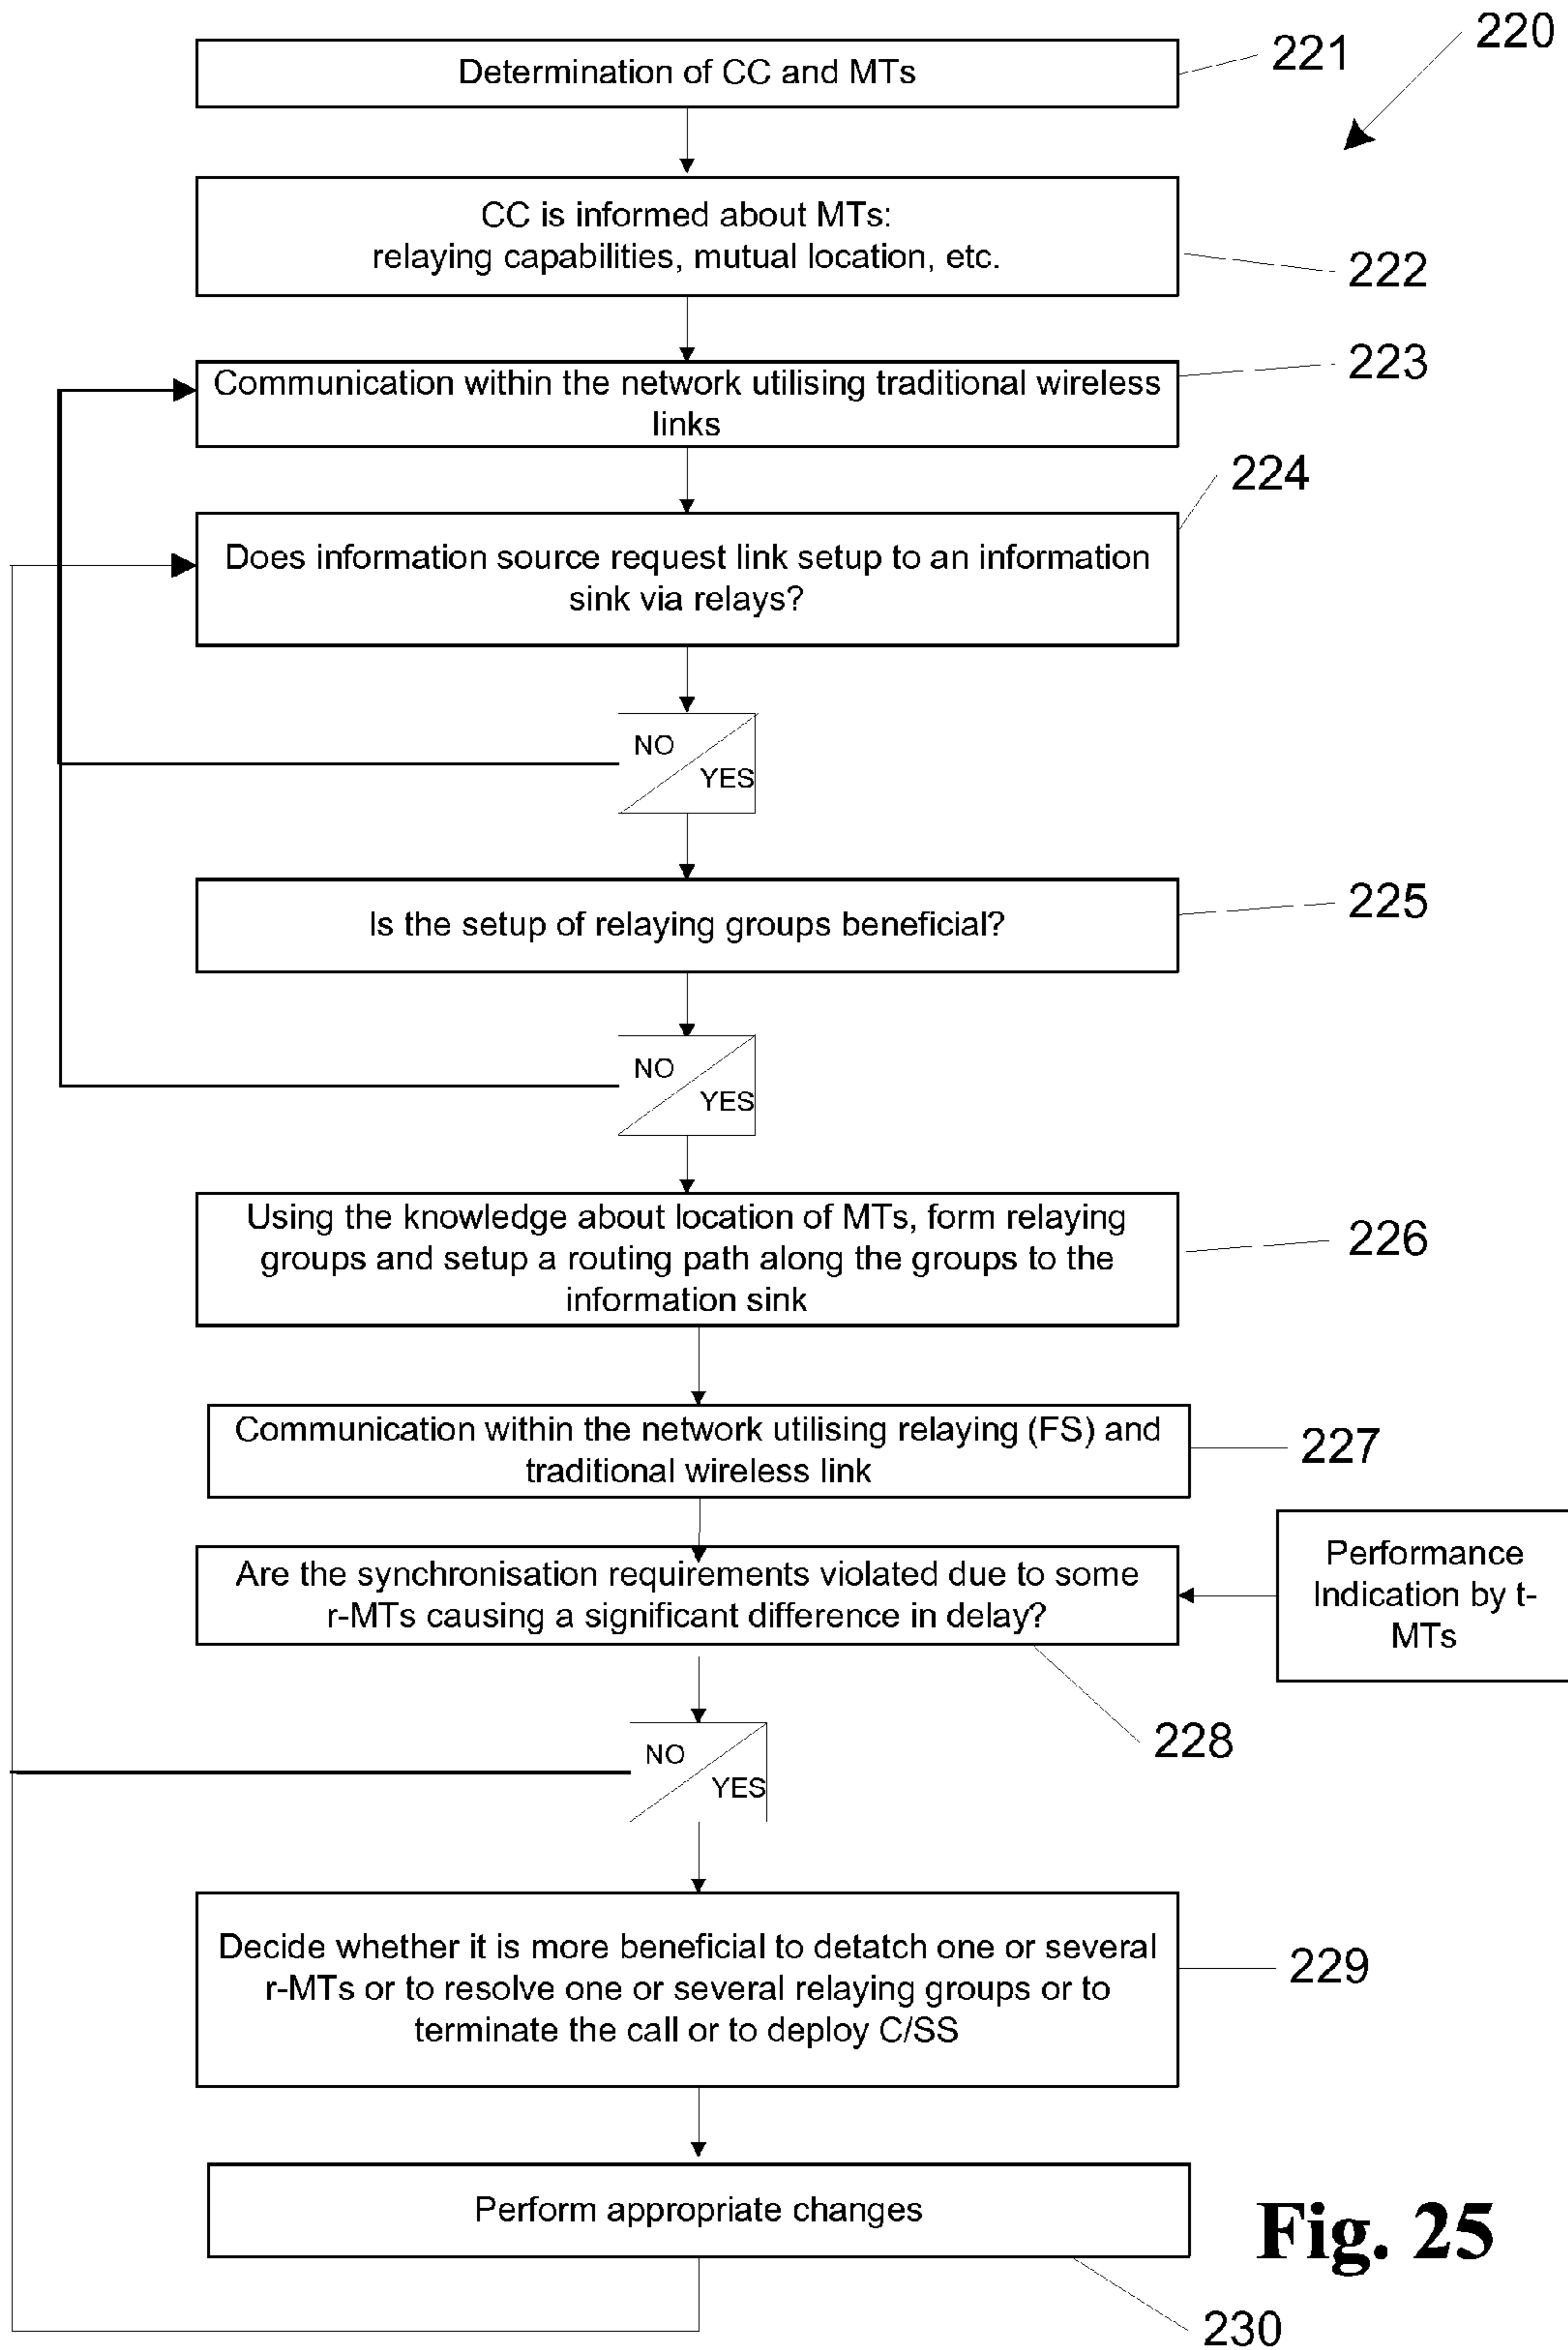 220
Determination of CC and MTs
221
CC is informed about MTs:
relaying capabilities, mutual location, etc.
222
Communication within the network utilising traditional wireless
links
223
224
Does information source request link setup to an information
sink via relays?
NO
YES
Is the setup of relaying groups beneficial?
225
NO
YES
Using the knowledge about location of MTs, form relaying
groups and setup a routing path along the groups to the
information sink
226
Communication within the network utilising relaying (FS) and
traditional wireless link
227
Are the synchronisation requirements violated due to some
r-MTs causing a significant difference in delay?
Performance
Indication by t-
MTs
228
NO
YES
Decide whether it is more beneficial to detatch one or several
r-MTs or to resolve one or several relaying groups or to
terminate the call or to deploy C/SS
229
Perform appropriate changes
Fig. 25
230